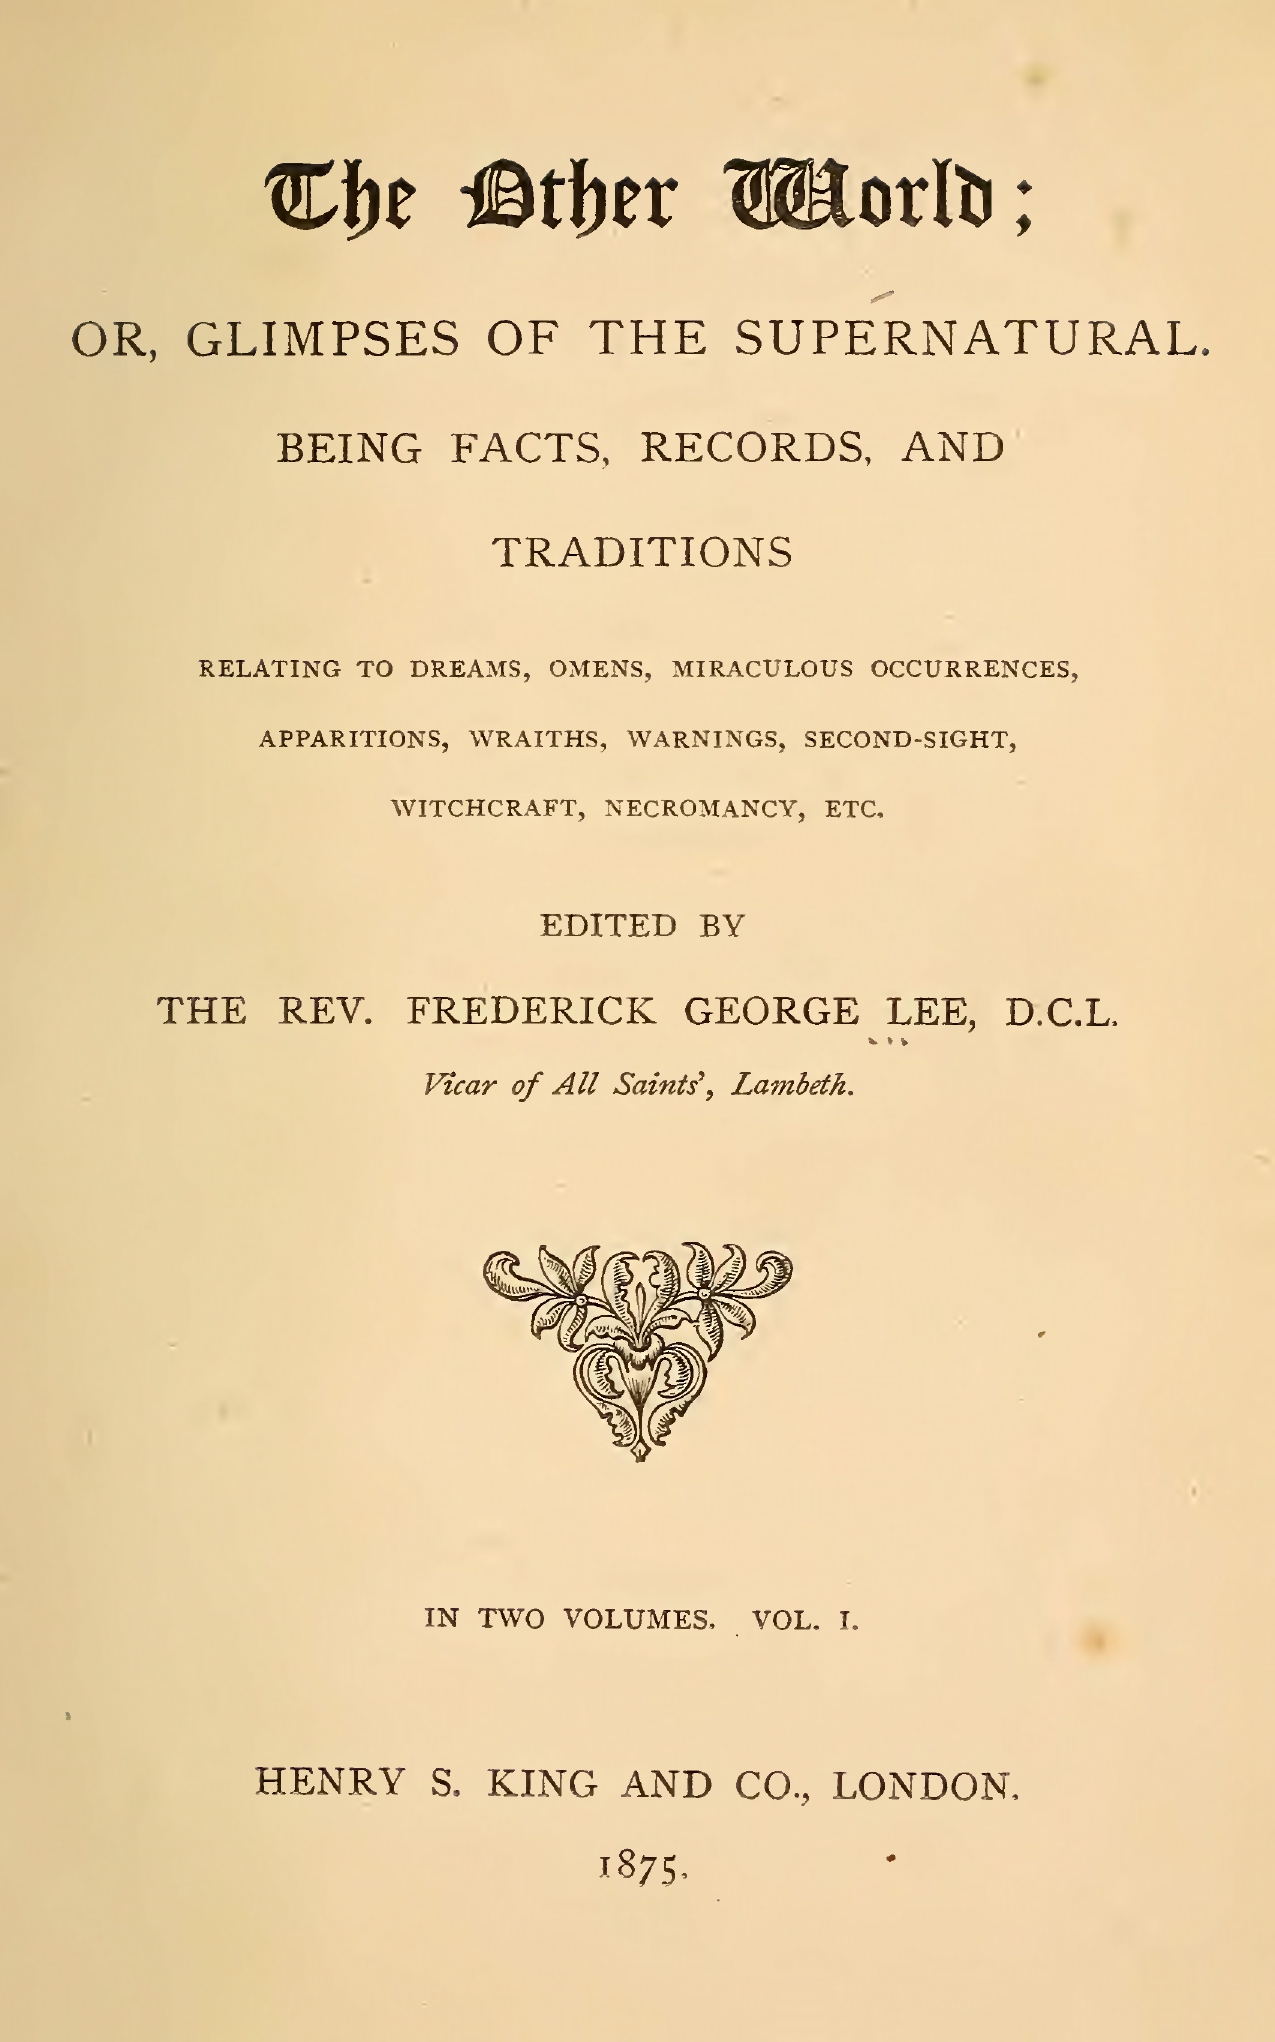 The Other World;
OR, GLIMPSES OF THE SUPERNATURAL.
BEING FACTS, RECORDS, AND
TRADITIONS
RELATING TO DREAMS, OMENS, MIRACULOUS OCCURRENCES,
APPARITIONS, WRAITHS, WARNINGS, SECOND-SIGHT,
WITCHCRAFT, NECROMANCY, ETC.
EDITED BY
THE REV. FREDERICK GEORGE LEE, D.C.L.
Vicar of All Saints', Lambeth.
IN TWO VOLUMES. VOL. I.
HENRY S. KING AND CO., LONDON.
1875.